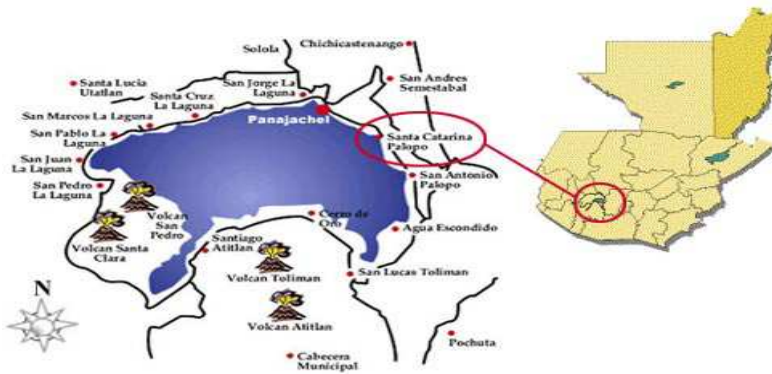 Chichicastenango
Solola
Santa Lucia
Utatlan
San Jorge La
Laguna
San Andres
Semestabal
Santa Cruz
La Laguna
San Marcos La Laguna
Panajachel
San Pablo La
Laguna
Santa Catarina
Palopo
San Juan
La Laguna
San Antonio
Palopo
San Pedro
La Laguna
Volcan
San
Pedro
Cerro de
Oro
Agua Escondido
Volcan Santa
Clara
Santiago
Atitlan
Volcan Toliman
San Lucas Toliman
N
Volcan Atitlan
Pochuta
Cabecera
Municipal